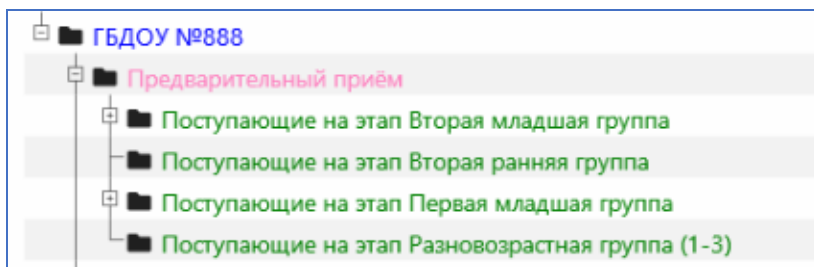 ГБДОУ №888
Предварительный приём
Поступающие на этап Вторая младшая группа
Поступающие на этап Вторая ранняя группа
Поступающие на этап Первая младшая группа
Поступающие на этап Разновозрастная группа (1-3)